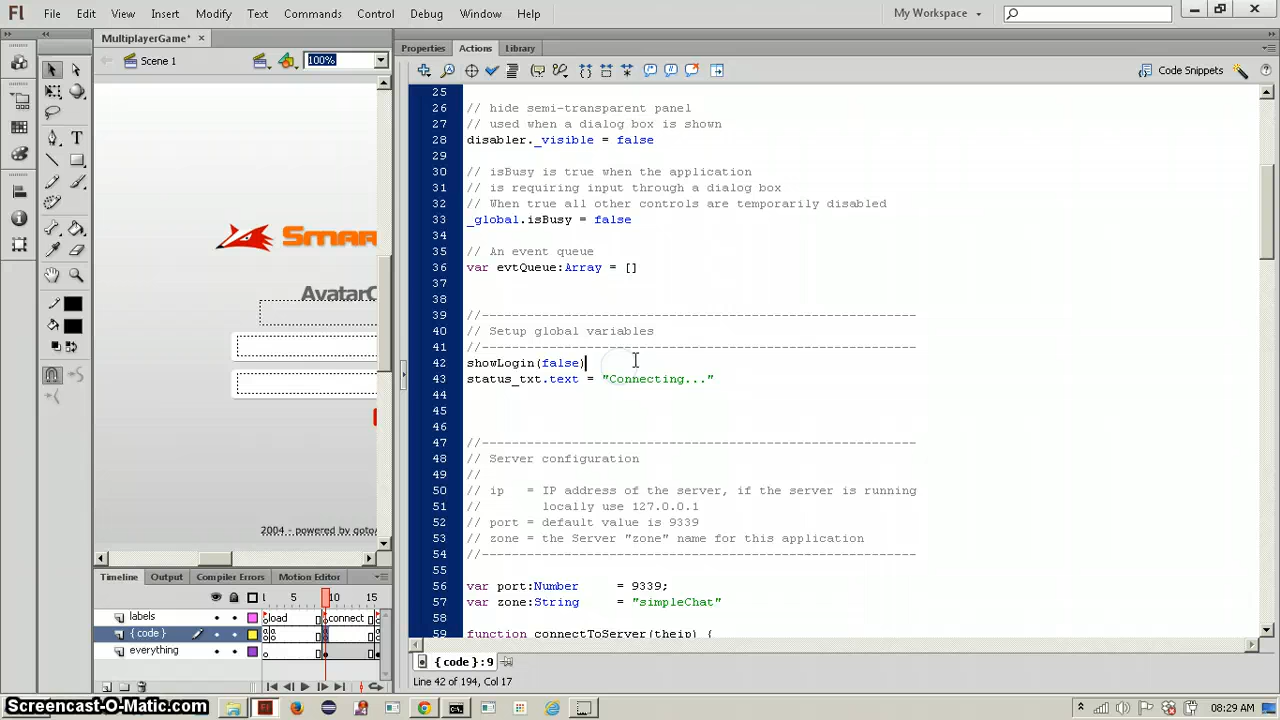 Fl File Edit View Insert Modify Text Commands Control Debug Window Help My Workspace
MultiplayerGame* × Properties Actions Library
Scene 1 100% Code Snippets
25
26 // hide semi-transparent panel
27 // used when a dialog box is shown
28 disabler._visible = false
29
30 // isBusy is true when the application
31 // is requiring input through a dialog box
32 // When true all other controls are temporarily disabled
33 _global.isBusy = false
34
35 // An event queue
36 var evtQueue:Array = []
37
38
39 //----------------------------------------------------------
40 // Setup global variables
41 //----------------------------------------------------------
42 showLogin(false)
43 status_txt.text = "Connecting..."
44
45
46
47 //----------------------------------------------------------
48 // Server configuration
49 //
50 // ip = IP address of the server, if the server is running
51 // locally use 127.0.0.1
52 // port = default value is 9339
53 // zone = the Server "zone" name for this application
54 //----------------------------------------------------------
55
56 var port:Number = 9339;
57 var zone:String = "simpleChat"
58
59 function connectToServer(theip) {
Smar
AvatarC
2004 - powered by goto
Timeline Output Compiler Errors Motion Editor
5 10 15
labels load connect
{ code } a a
everything
{ code } : 9
Line 42 of 194, Col 17
Screencast-O-Matic.com 08:29 AM